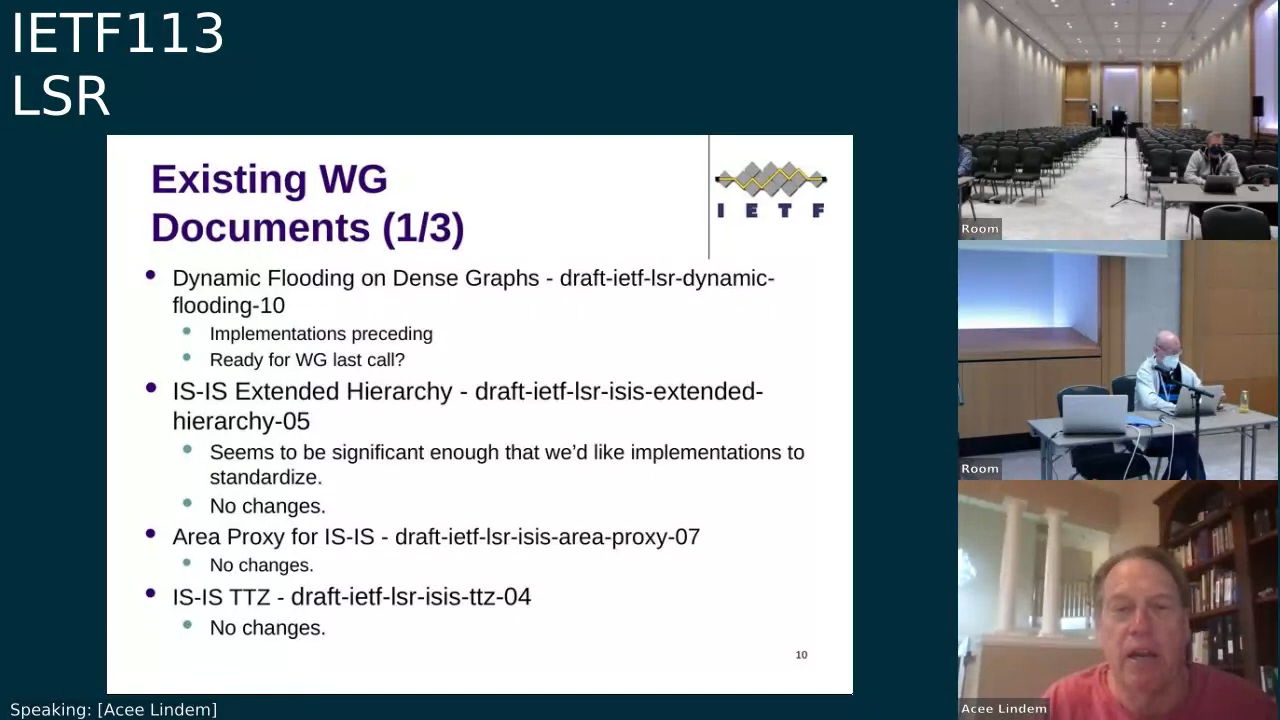 IETF113
LSR
Existing WG
Documents (1/3)
I E T F
Dynamic Flooding on Dense Graphs - draft-ietf-lsr-dynamic-
flooding-10
Implementations preceding
Ready for WG last call?
IS-IS Extended Hierarchy - draft-ietf-lsr-isis-extended-
hierarchy-05
Seems to be significant enough that we’d like implementations to
standardize.
No changes.
Area Proxy for IS-IS - draft-ietf-lsr-isis-area-proxy-07
No changes.
IS-IS TTZ - draft-ietf-lsr-isis-ttz-04
No changes.
10
Speaking: [Acee Lindem]
Room
Room
Acee Lindem